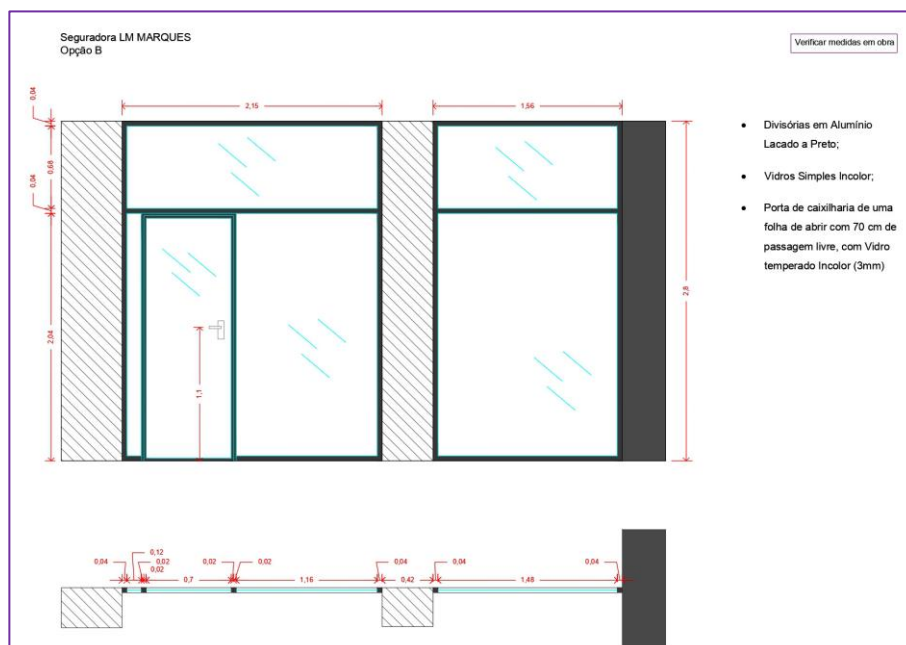 Seguradora LM MARQUES
Opção B
Verificar medidas em obra
0,04
2,15
1,56
0,68
0,04
2,04
1,1
2,8
• Divisórias em Alumínio
Lacado a Preto;
• Vidros Simples Incolor;
• Porta de caixilharia de uma
folha de abrir com 70 cm de
passagem livre, com Vidro
temperado Incolor (3mm)
0,12
0,04 0,02 0,02 0,02 0,04 0,04 0,04
0,02
0,7 1,16 0,42 1,48